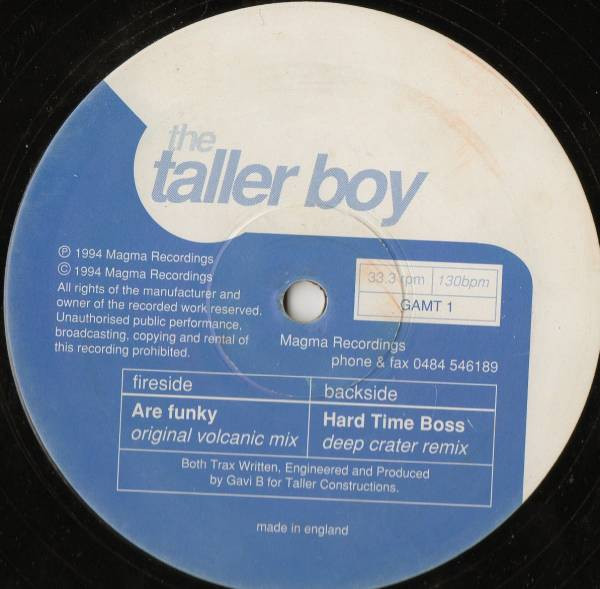 the
taller boy
℗ 1994 Magma Recordings
© 1994 Magma Recordings
All rights of the manufacturer and
owner of the recorded work reserved.
Unauthorised public performance,
broadcasting, copying and rental of
this recording prohibited.
33.3 rpm 130bpm
GAMT 1
Magma Recordings
phone & fax 0484 546189
fireside
Are funky
original volcanic mix
backside
Hard Time Boss
deep crater remix
Both Trax Written, Engineered and Produced
by Gavi B for Taller Constructions.
made in england